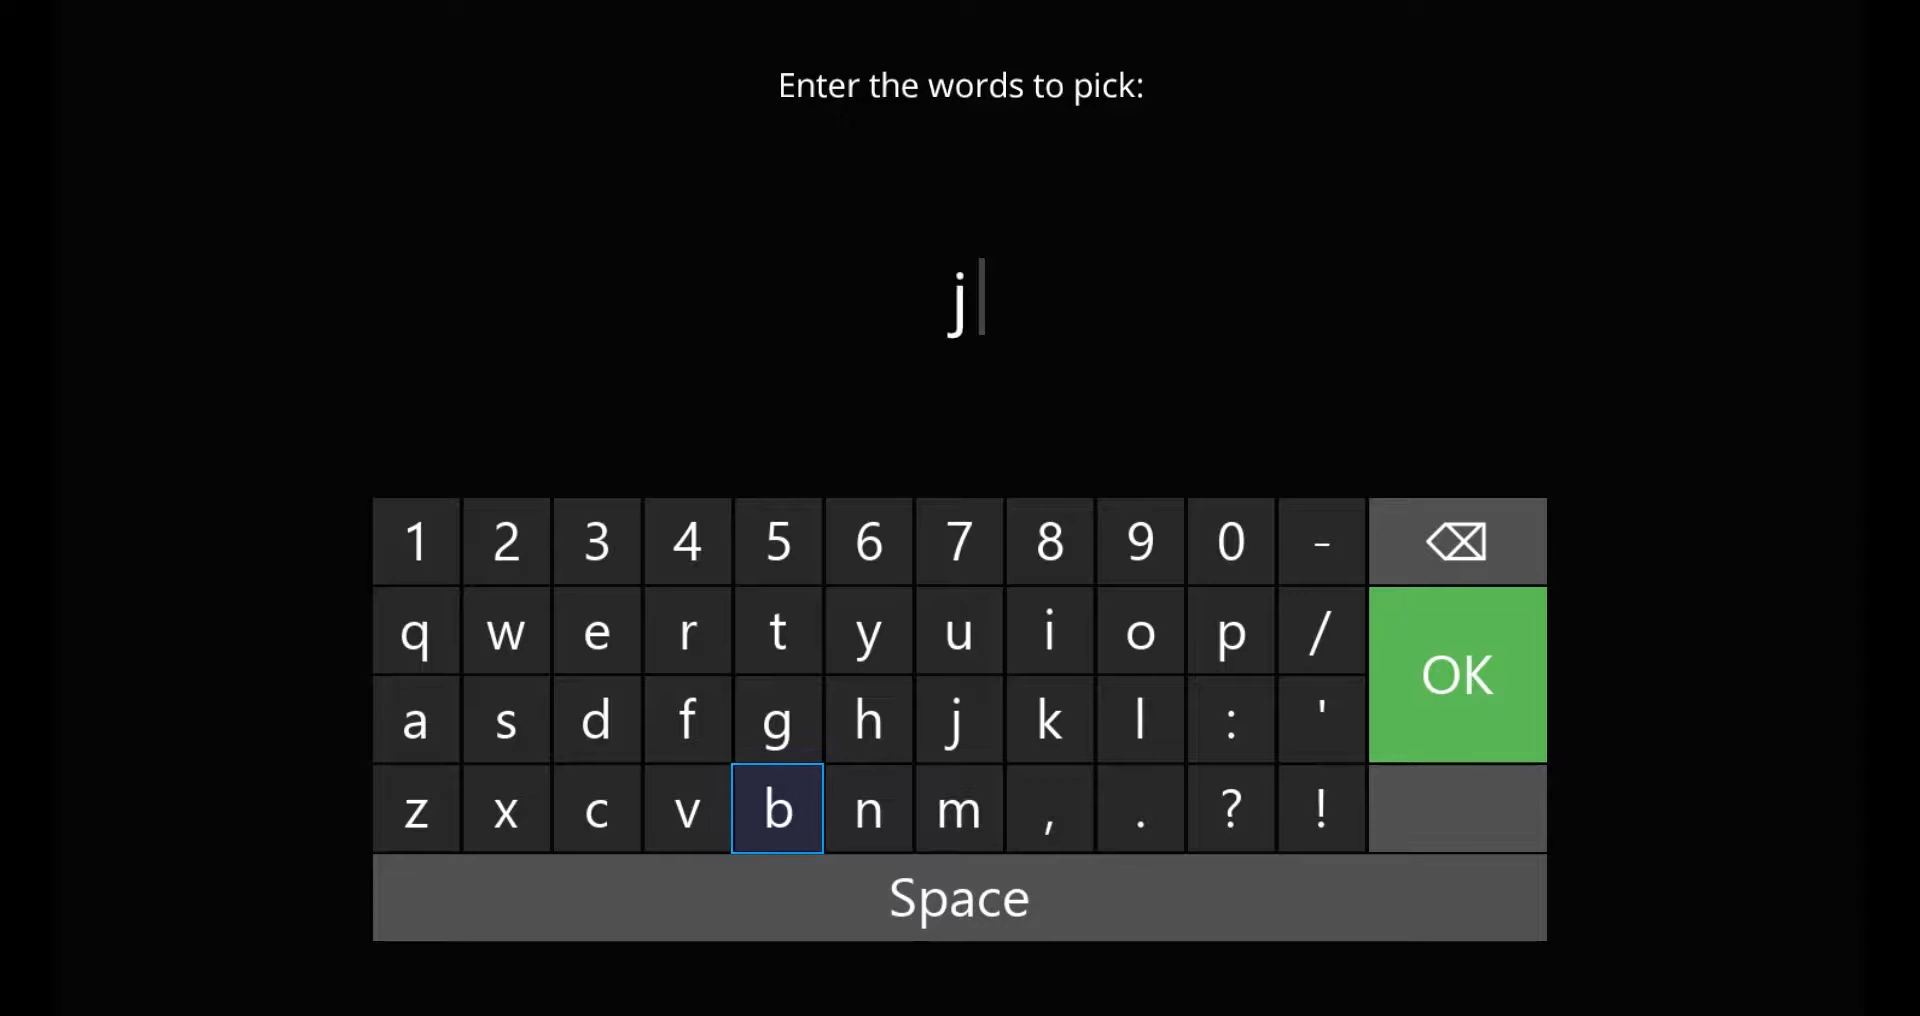 Enter the words to pick:
j
1 2 3 4 5 6 7 8 9 0 -
q w e r t y u i o p /
OK
a s d f g h j k l : '
z x c v b n m , . ? !
Space